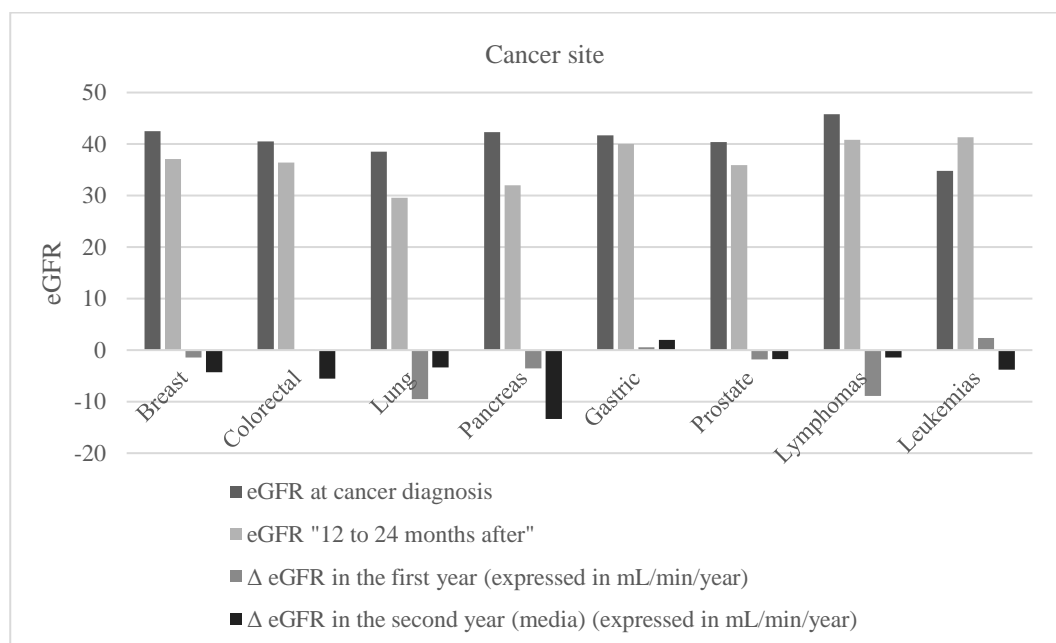 Cancer site
50
40
30
20
10
0
-10
-20
eGFR
Breast
Colorectal
Lung
Pancreas
Gastric
Prostate
Lymphomas
Leukemias
eGFR at cancer diagnosis
eGFR "12 to 24 months after"
Δ eGFR in the first year (expressed in mL/min/year)
Δ eGFR in the second year (media) (expressed in mL/min/year)